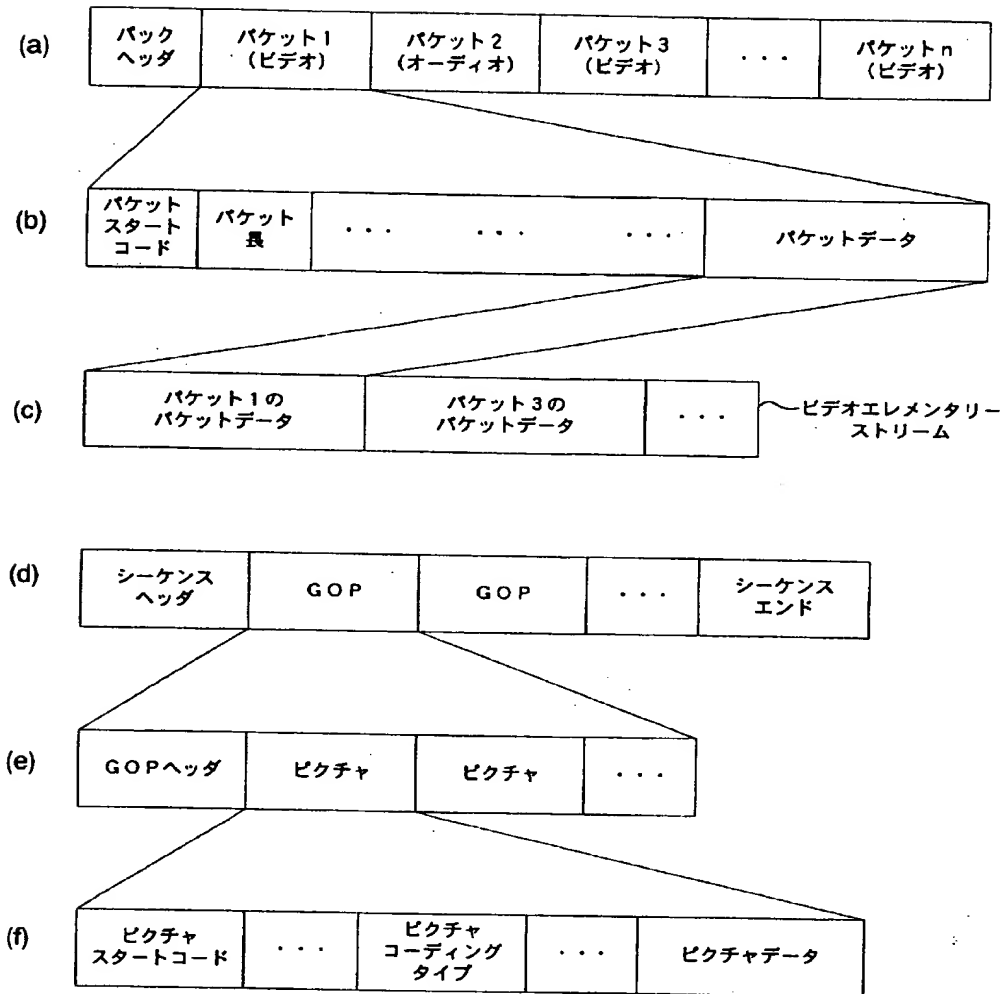 (a)
パック
ヘッダ
パケット1
(ビデオ)
パケット2
(オーディオ)
パケット3
(ビデオ)
・・・
パケットn
(ビデオ)
(b)
パケット
スタート
コード
パケット
長
・・・
・・・
・・・
パケットデータ
(c)
パケット1の
パケットデータ
パケット3の
パケットデータ
・・・
ビデオエレメンタリー
ストリーム
(d)
シーケンス
ヘッダ
GOP
GOP
・・・
シーケンス
エンド
(e)
GOPヘッダ
ピクチャ
ピクチャ
・・・
(f)
ピクチャ
スタートコード
・・・
ピクチャ
コーディング
タイプ
・・・
ピクチャデータ